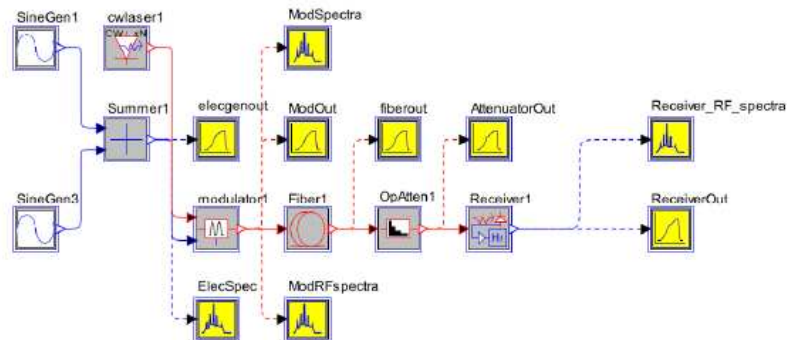 SineGen1
cwlaser1
ModSpectra
Summer1
elecgenout
ModOut
fiberout
AttenuatorOut
Receiver_RF_spectra
SineGen3
modulator1
Fiber1
OpAtten1
Receiver1
ReceiverOut
ElecSpec
ModRFspectra